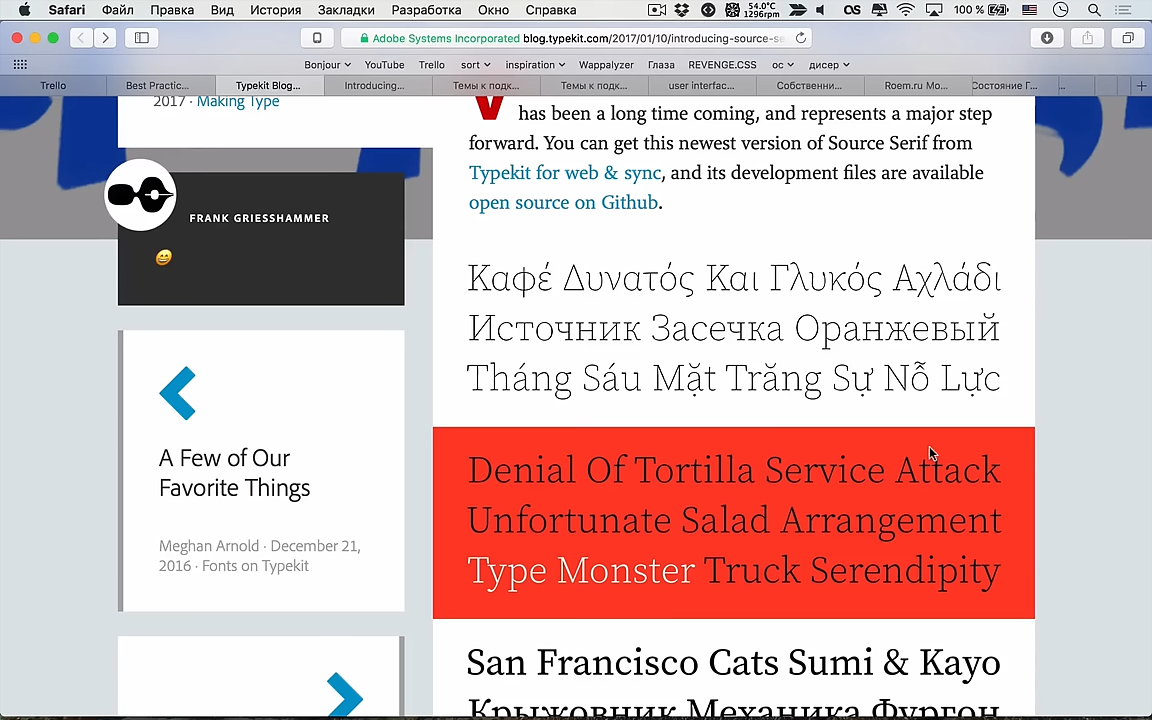 Safari Файл Правка Вид История Закладки Разработка Окно Справка
54.0°C
1296rpm
100 %
Adobe Systems Incorporated blog.typekit.com/2017/01/10/introducing-source-se
Bonjour YouTube Trello sort inspiration Wappalyzer Глаза REVENGE.CSS ос дисер
Trello Best Practic... Typekit Blog... Introducing... Темы к подк... Темы к подк... user interfac... Собственни... Roem.ru Mo... Состояние Г...
2017 · Making Type
FRANK GRIESSHAMMER
A Few of Our
Favorite Things
Meghan Arnold · December 21,
2016 · Fonts on Typekit
has been a long time coming, and represents a major step
forward. You can get this newest version of Source Serif from
Typekit for web & sync, and its development files are available
open source on Github.
Καφέ Δυνατός Και Γλυκός Αχλάδι
Источник Засечка Оранжевый
Tháng Sáu Mặt Trăng Sự Nỗ Lực
Denial Of Tortilla Service Attack
Unfortunate Salad Arrangement
Type Monster Truck Serendipity
San Francisco Cats Sumi & Kayo
Крыжовник Механика Фургон